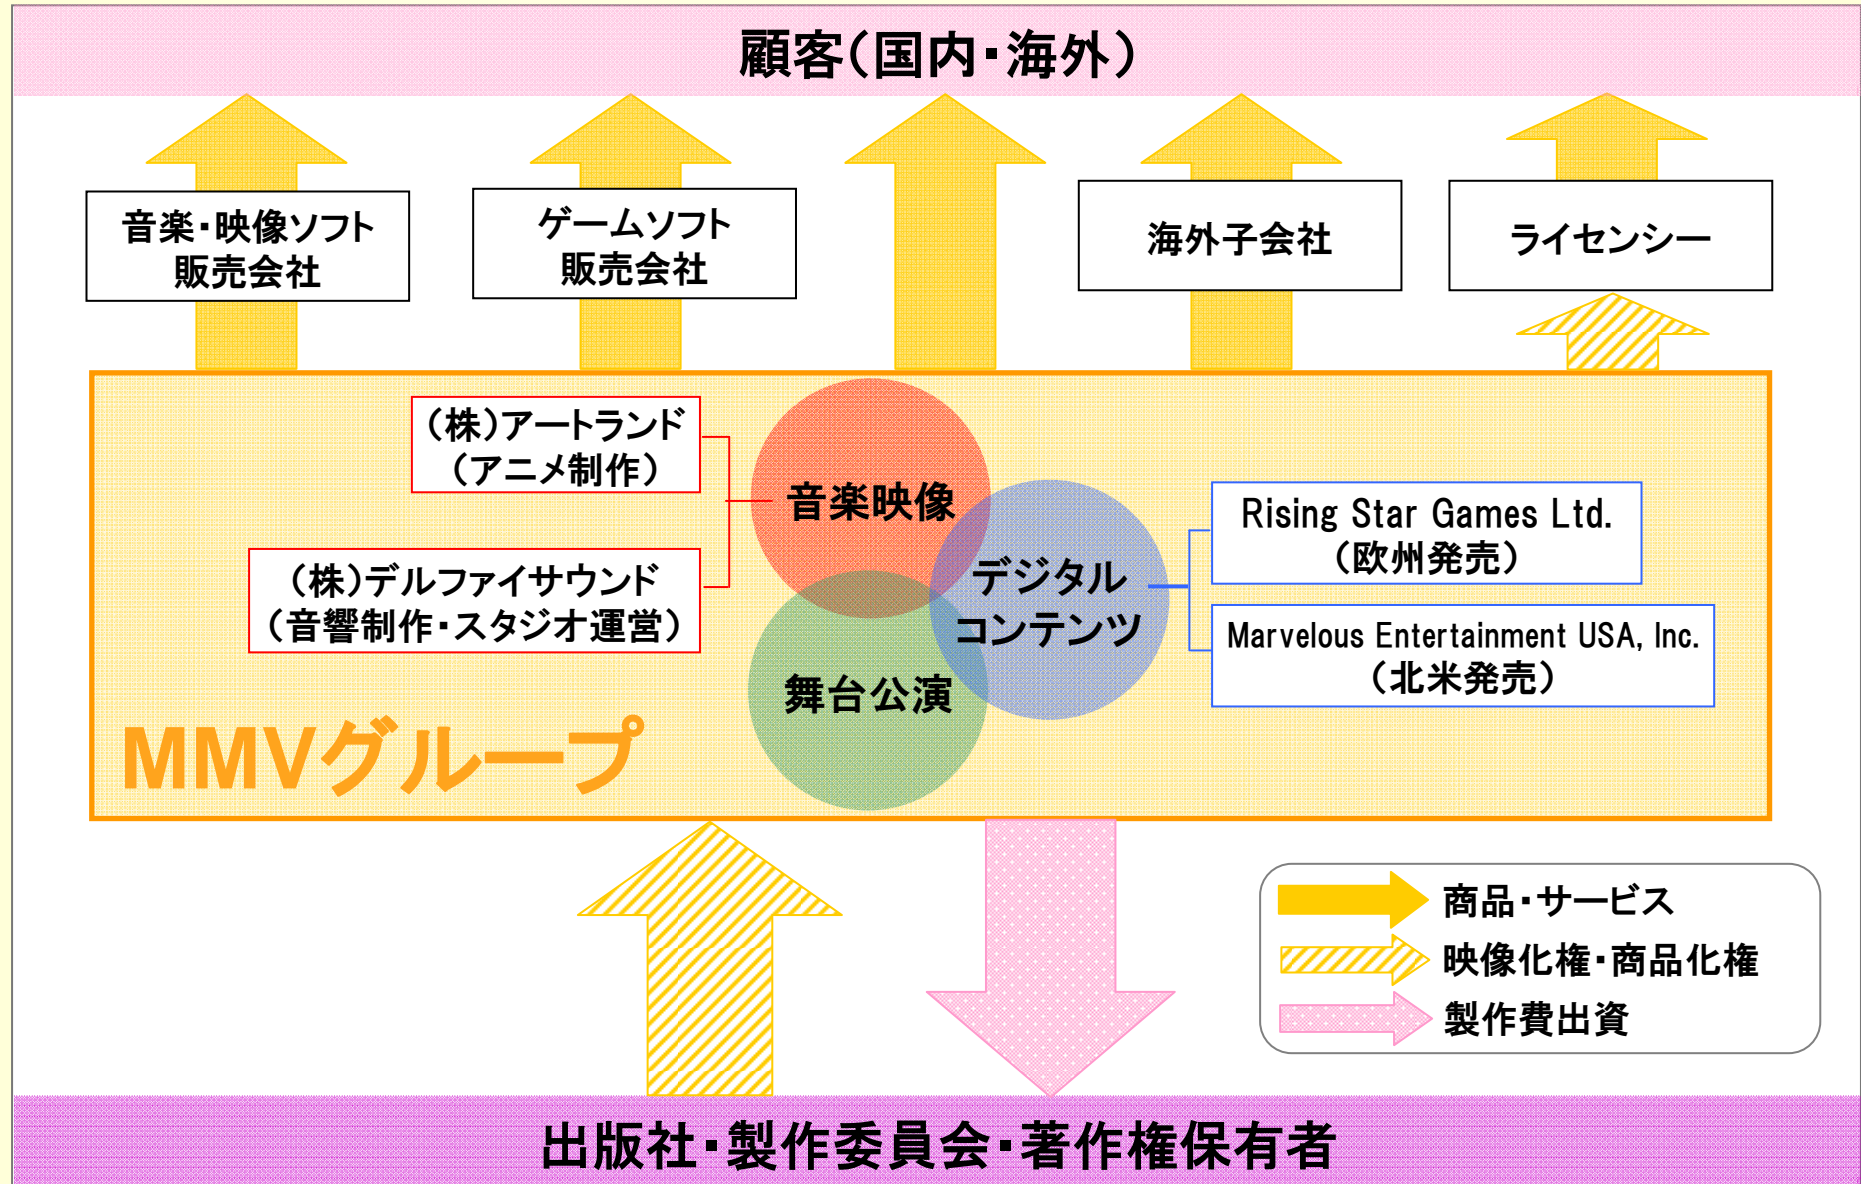 顧客(国内・海外)
音楽・映像ソフト
販売会社
ゲームソフト
販売会社
海外子会社
ライセンシー
(株)アートランド
(アニメ制作)
(株)デルファイサウンド
(音響制作・スタジオ運営)
音楽映像
デジタル
コンテンツ
舞台公演
Rising Star Games Ltd.
(欧州発売)
Marvelous Entertainment USA, Inc.
(北米発売)
MMVグループ
商品・サービス
映像化権・商品化権
製作費出資
出版社・製作委員会・著作権保有者